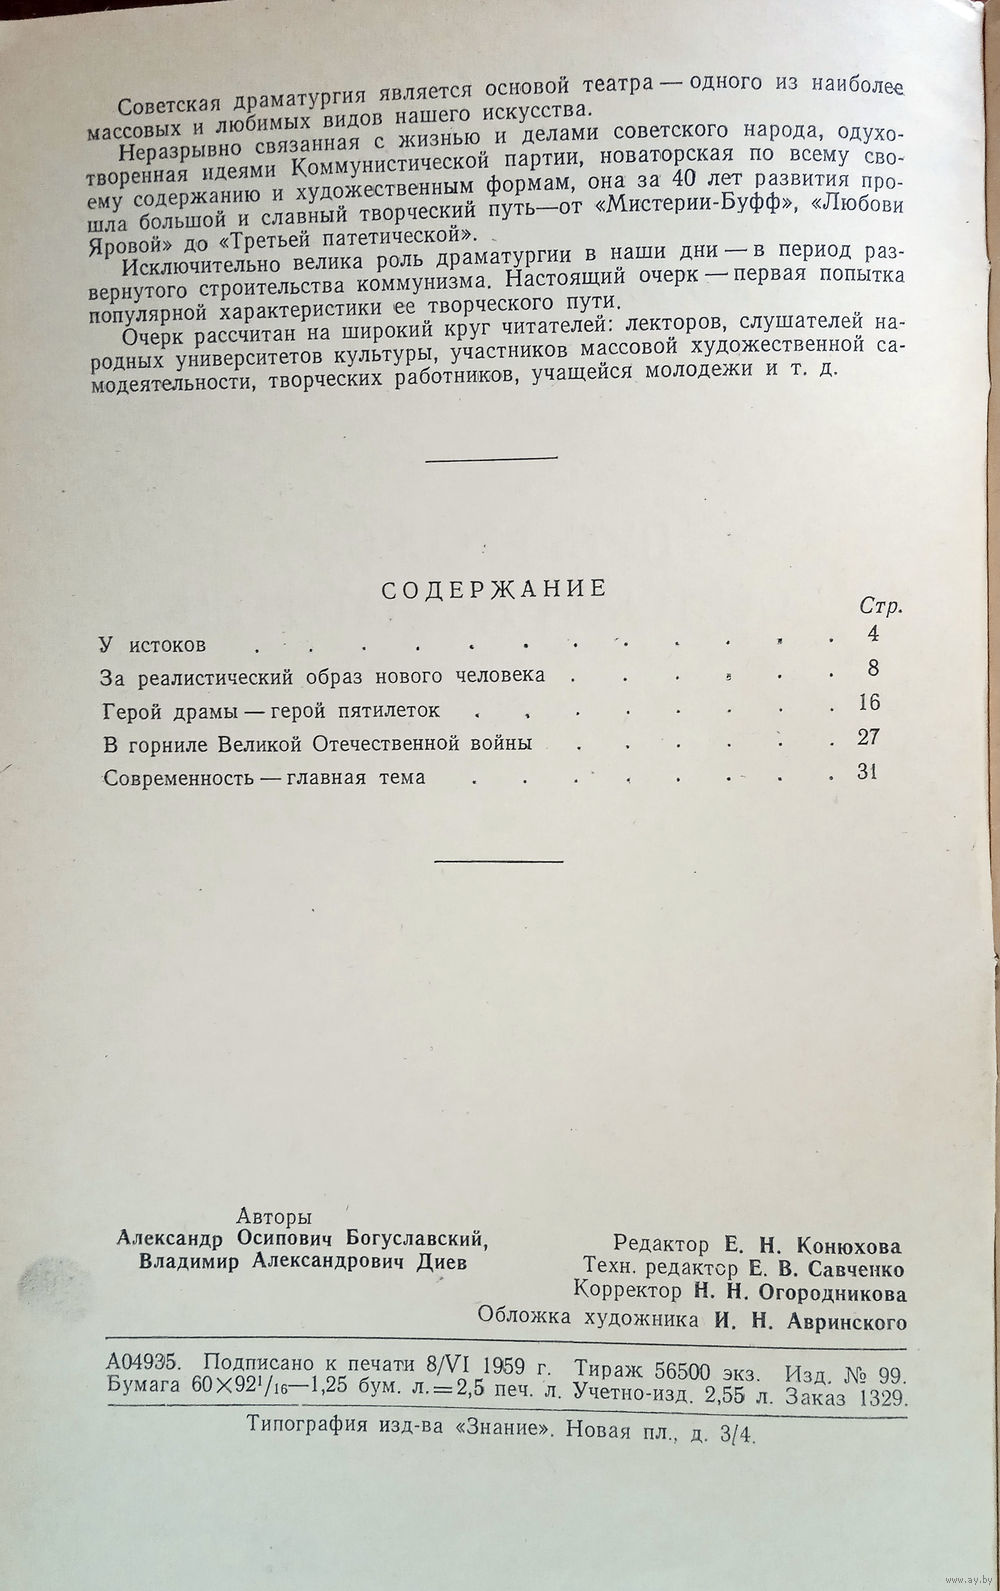 Советская драматургия является основой театра — одного из наиболее
массовых и любимых видов нашего искусства.
Неразрывно связанная с жизнью и делами советского народа, одухо-
творенная идеями Коммунистической партии, новаторская по всему сво-
ему содержанию и художественным формам, она за 40 лет развития про-
шла большой и славный творческий путь—от «Мистерии-Буфф», «Любови
Яровой» до «Третьей патетической».
Исключительно велика роль драматургии в наши дни — в период раз-
вернутого строительства коммунизма. Настоящий очерк — первая попытка
популярной характеристики ее творческого пути.
Очерк рассчитан на широкий круг читателей: лекторов, слушателей на-
родных университетов культуры, участников массовой художественной са-
модеятельности, творческих работников, учащейся молодежи и т. д.
СОДЕРЖАНИЕ
Стр.
У истоков . . . . . . . . . . . . 4
За реалистический образ нового человека . . . . . . 8
Герой драмы — герой пятилеток . . . . . . . . 16
В горниле Великой Отечественной войны . . . . . . 27
Современность — главная тема . . . . . . . . 31
Авторы
Александр Осипович Богуславский,
Владимир Александрович Диев
Редактор Е. Н. Конюхова
Техн. редактор Е. В. Савченко
Корректор Н. Н. Огородникова
Обложка художника И. Н. Авринского
А04935. Подписано к печати 8/VI 1959 г. Тираж 56500 экз. Изд. № 99.
Бумага 60×92¹/₁₆—1,25 бум. л.=2,5 печ. л. Учетно-изд. 2,55 л. Заказ 1329.
Типография изд-ва «Знание». Новая пл., д. 3/4.
www.ay.by